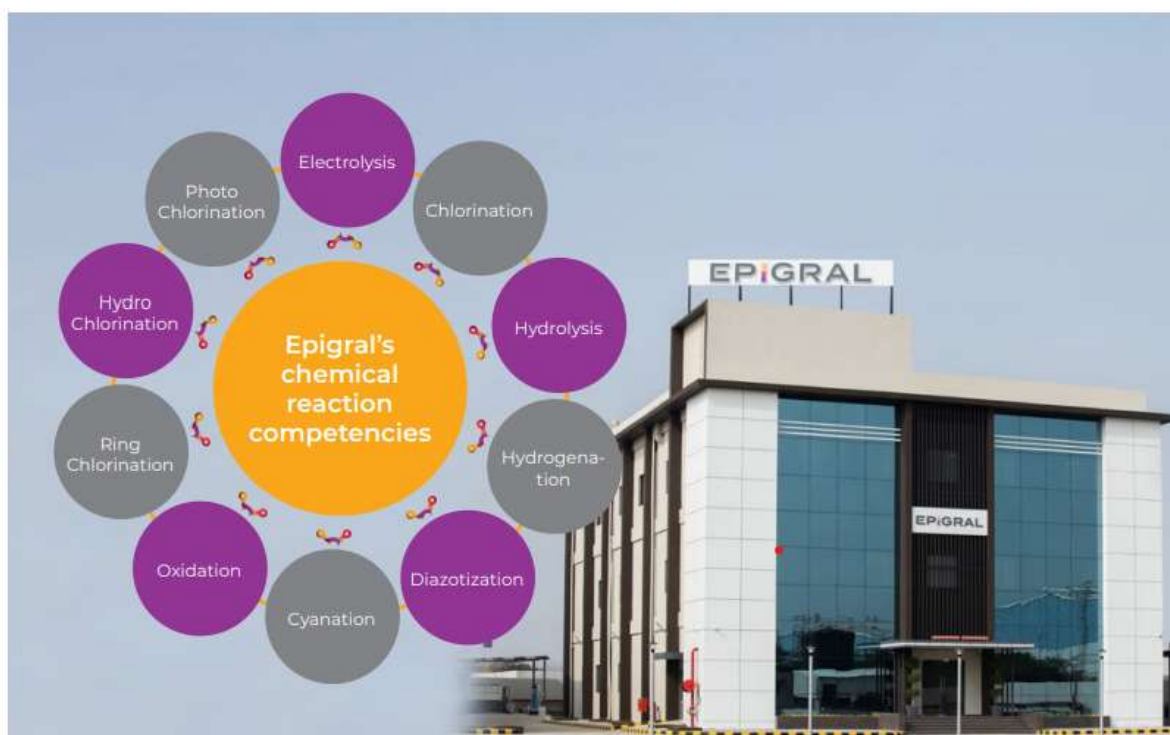 Electrolysis
Chlorination
Hydrolysis
Hydrogena-
tion
Diazotization
Cyanation
Oxidation
Ring
Chlorination
Hydro
Chlorination
Photo
Chlorination
Epigral's
chemical
reaction
competencies
EPiGRAL
EPiGRAL